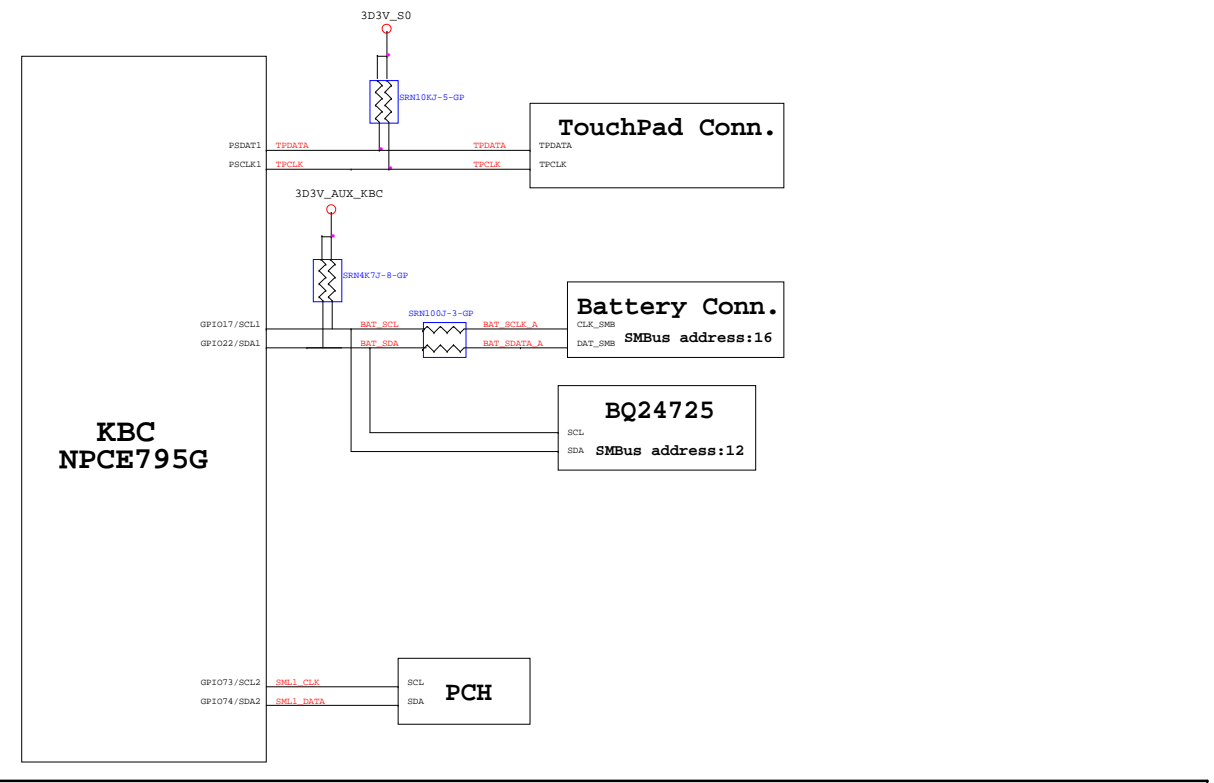 3D3V_S0
SRN10KJ-5-GP
TouchPad Conn.
PSDAT1 TPDATA TPDATA TPDATA
PSCLK1 TPCLK TPCLK TPCLK
3D3V_AUX_KBC
SRN4K7J-8-GP
SRN100J-3-GP
Battery Conn.
GPIO17/SCL1 BAT_SCL BAT_SCLK_A CLK_SMB
SMBus address:16
GPIO22/SDA1 BAT_SDA BAT_SDATA_A DAT_SMB
BQ24725
SCL
SDA SMBus address:12
KBC
NPCE795G
GPIO73/SCL2 SML1_CLK SCL
PCH
GPIO74/SDA2 SML1_DATA SDA